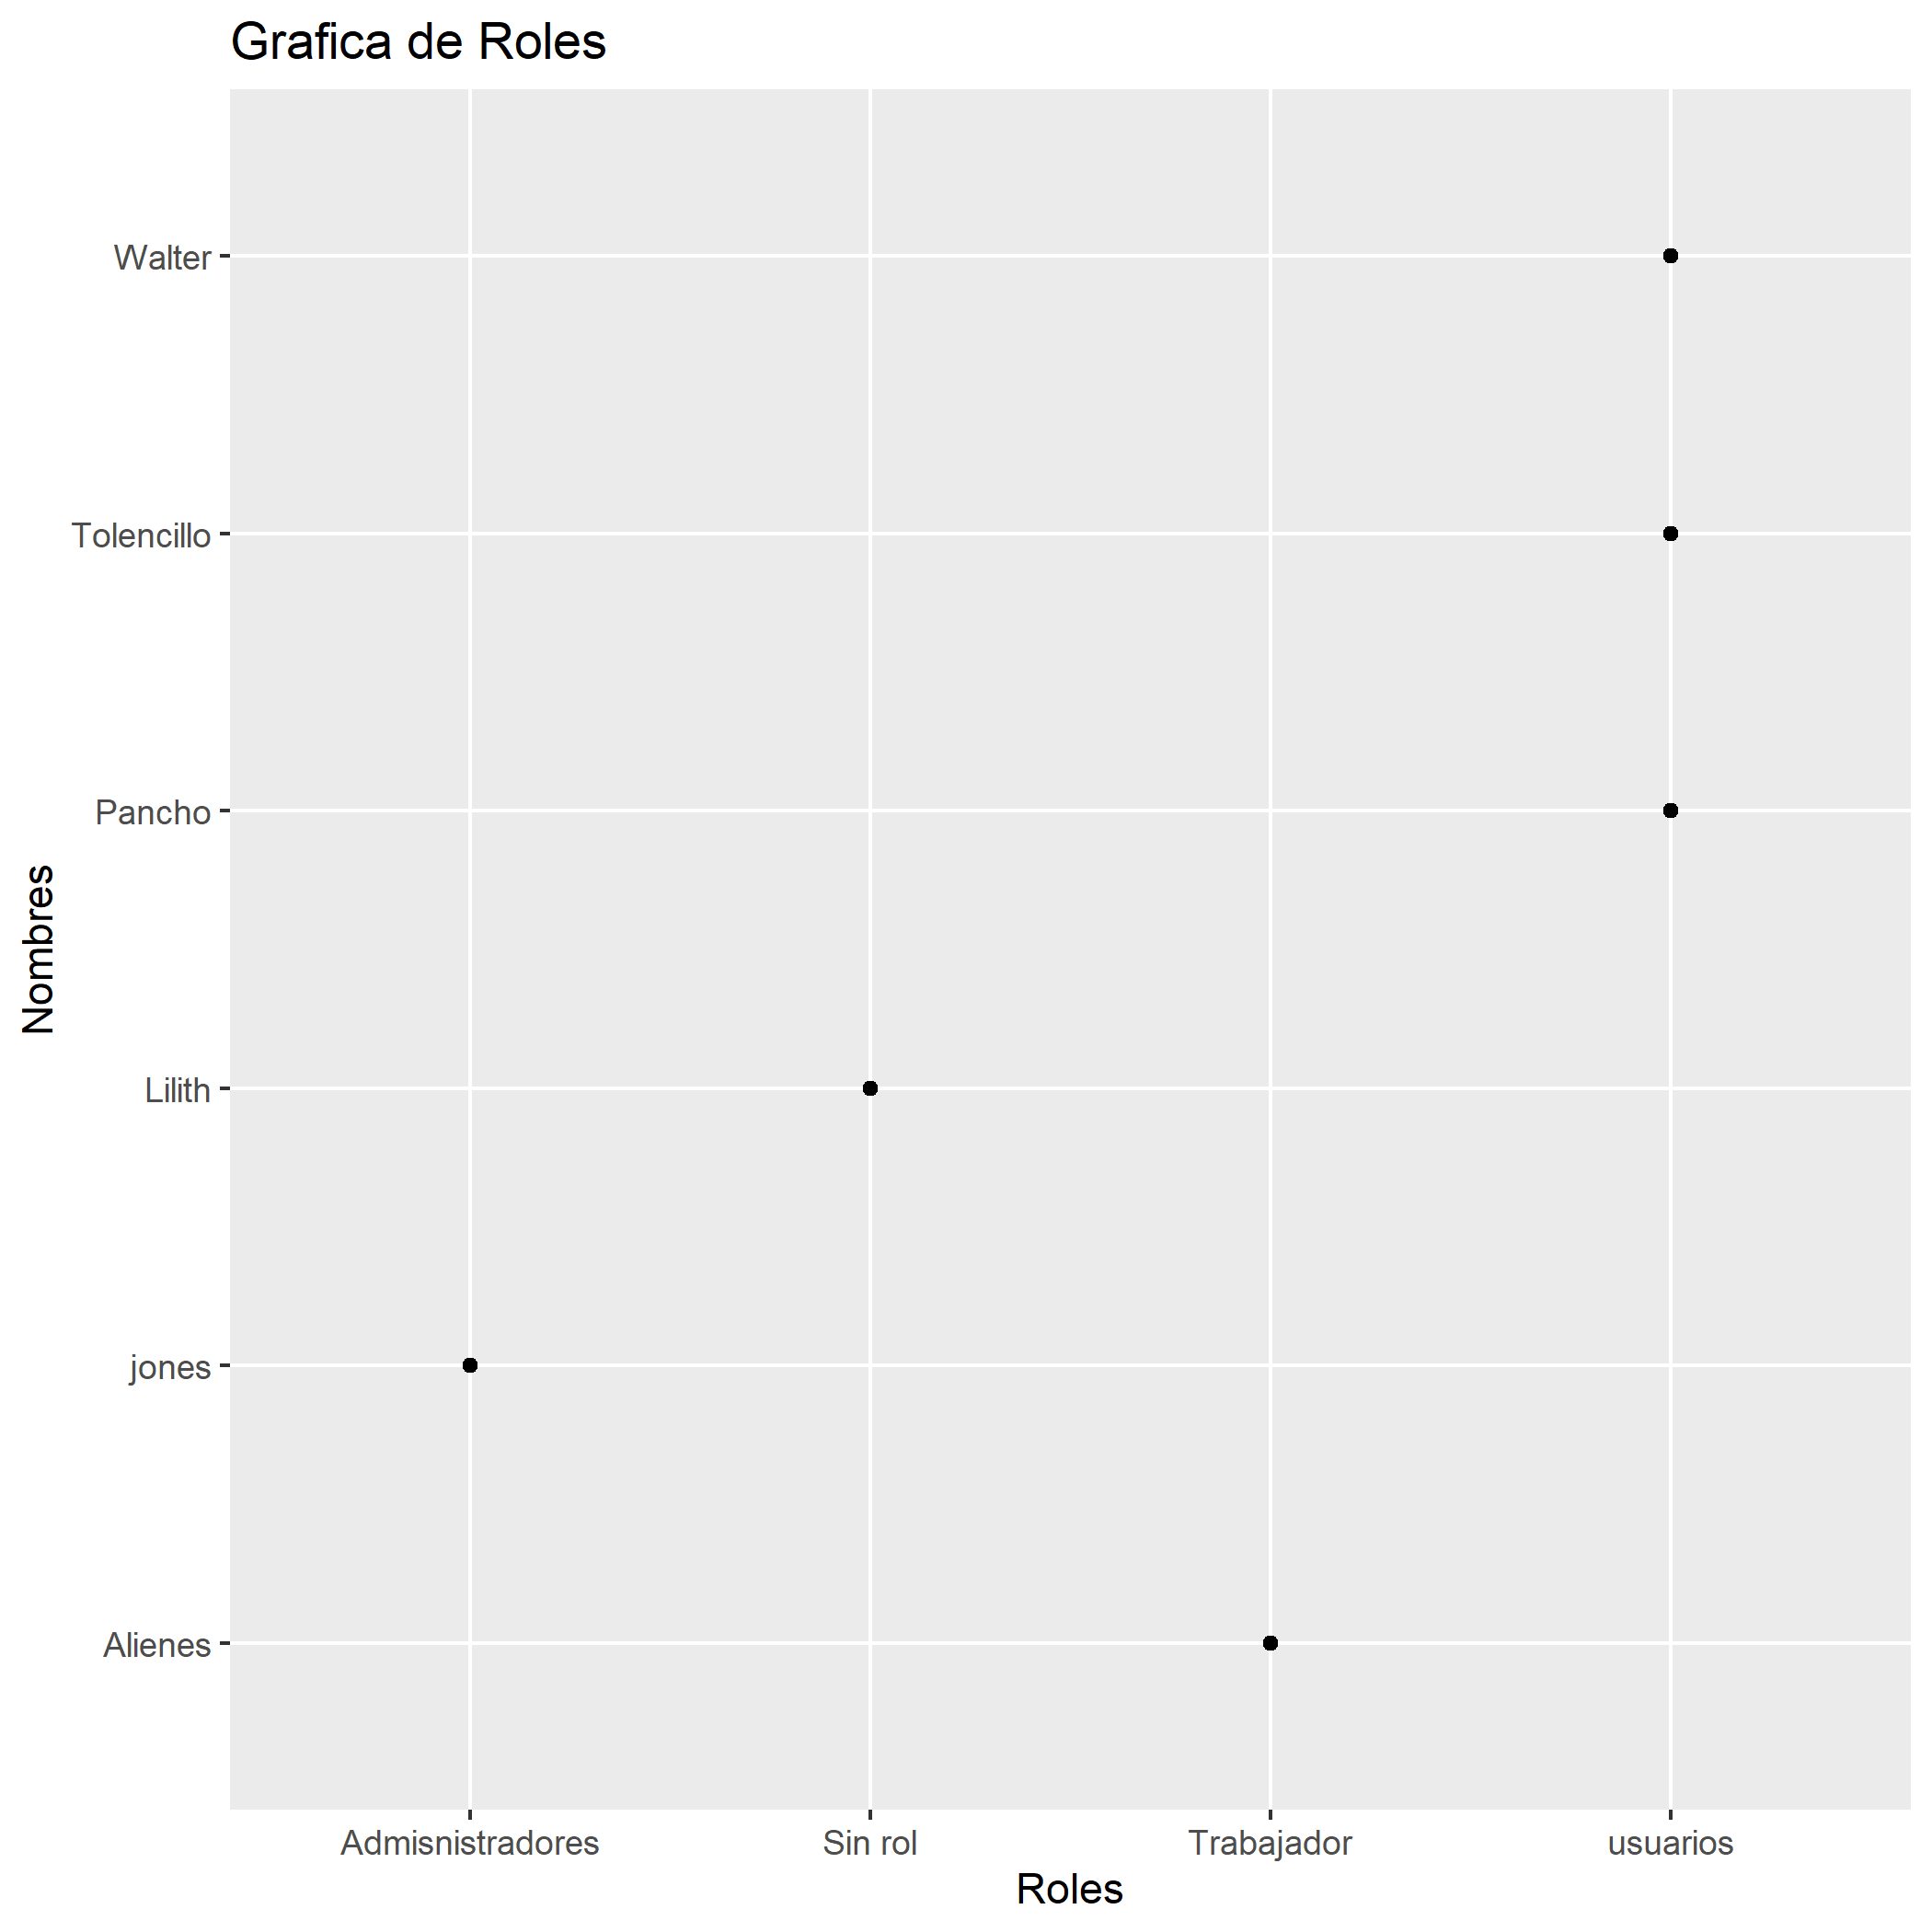 Grafica de Roles
Walter
Tolencillo
Pancho
Nombres
Lilith
jones
Alienes
Admisnistradores
Sin rol
Trabajador
usuarios
Roles